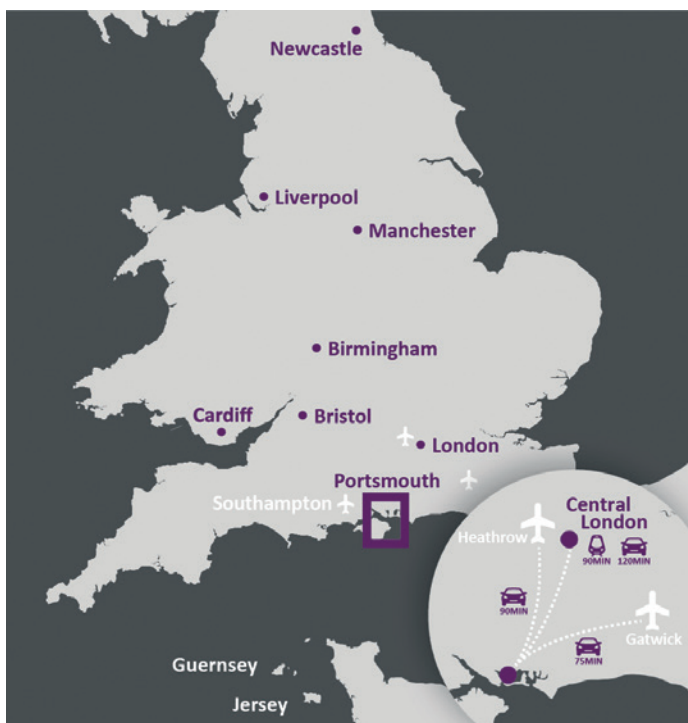 Newcastle
Liverpool
Manchester
Birmingham
Cardiff
Bristol
London
Portsmouth
Southampton
Central
London
Heathrow
90MIN
120MIN
90MIN
Gatwick
75MIN
Guernsey
Jersey